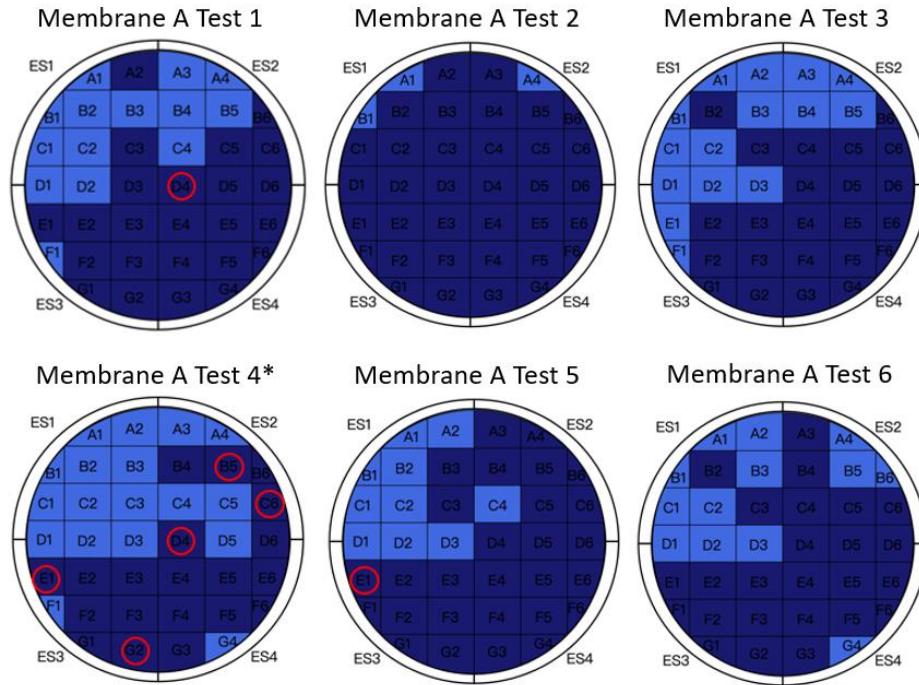 Membrane A Test 1 Membrane A Test 2 Membrane A Test 3
ES1 A1 A2 A3 A4 ES2 ES1 A1 A2 A3 A4 ES2 ES1 A1 A2 A3 A4 ES2
B1 B2 B3 B4 B5 B6 B1 B2 B3 B4 B5 B6 B1 B2 B3 B4 B5 B6
C1 C2 C3 C4 C5 C6 C1 C2 C3 C4 C5 C6 C1 C2 C3 C4 C5 C6
D1 D2 D3 D4 D5 D6 D1 D2 D3 D4 D5 D6 D1 D2 D3 D4 D5 D6
E1 E2 E3 E4 E5 E6 E1 E2 E3 E4 E5 E6 E1 E2 E3 E4 E5 E6
F1 F2 F3 F4 F5 F6 F1 F2 F3 F4 F5 F6 F1 F2 F3 F4 F5 F6
ES3 G1 G2 G3 G4 ES4 ES3 G1 G2 G3 G4 ES4 ES3 G1 G2 G3 G4 ES4
Membrane A Test 4* Membrane A Test 5 Membrane A Test 6
ES1 A1 A2 A3 A4 ES2 ES1 A1 A2 A3 A4 ES2 ES1 A1 A2 A3 A4 ES2
B1 B2 B3 B4 B5 B6 B1 B2 B3 B4 B5 B6 B1 B2 B3 B4 B5 B6
C1 C2 C3 C4 C5 C6 C1 C2 C3 C4 C5 C6 C1 C2 C3 C4 C5 C6
D1 D2 D3 D4 D5 D6 D1 D2 D3 D4 D5 D6 D1 D2 D3 D4 D5 D6
E1 E2 E3 E4 E5 E6 E1 E2 E3 E4 E5 E6 E1 E2 E3 E4 E5 E6
F1 F2 F3 F4 F5 F6 F1 F2 F3 F4 F5 F6 F1 F2 F3 F4 F5 F6
ES3 G1 G2 G3 G4 ES4 ES3 G1 G2 G3 G4 ES4 ES3 G1 G2 G3 G4 ES4